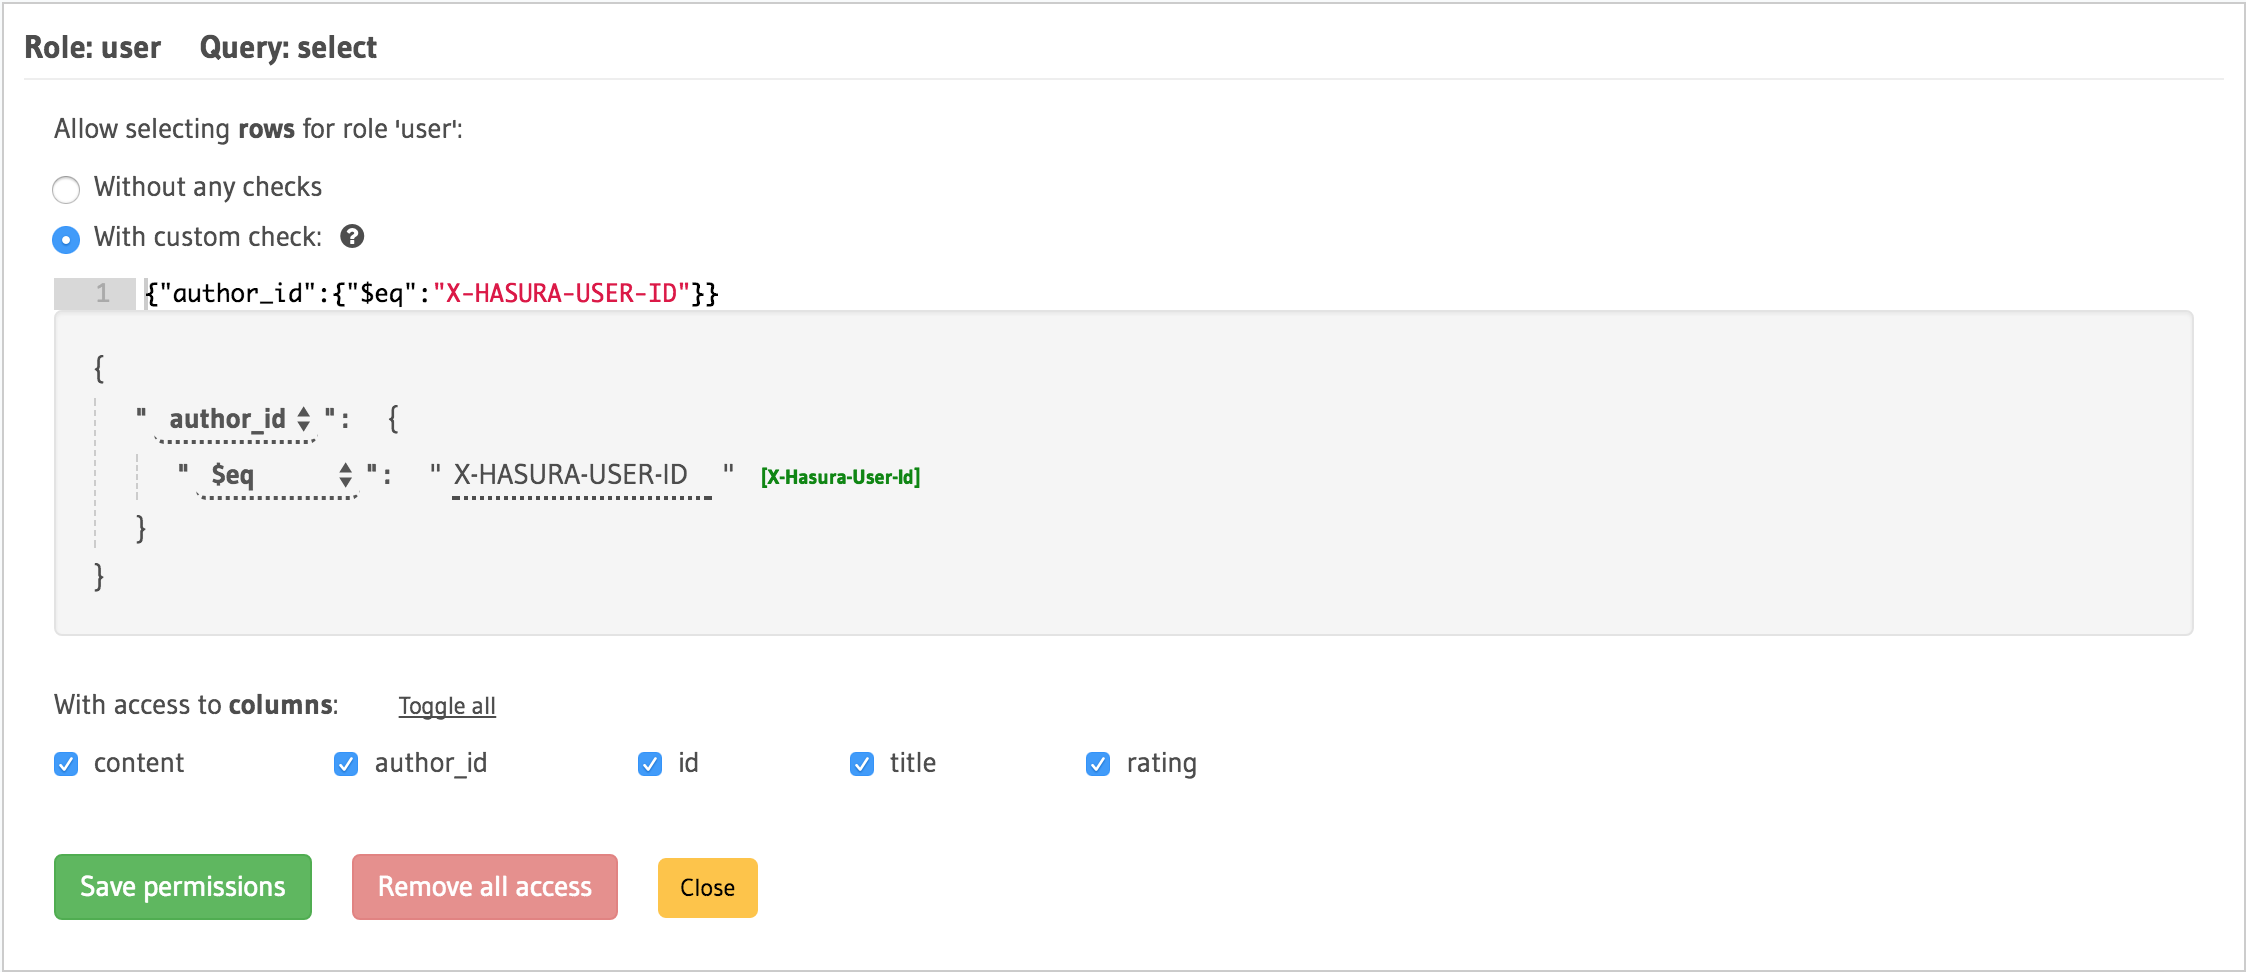 Role: user Query: select
Allow selecting rows for role 'user':
Without any checks
With custom check: ?
1 {"author_id":{"$eq":"X-HASURA-USER-ID"}}
{
" author_id ": {
" $eq ": " X-HASURA-USER-ID " [X-Hasura-User-Id]
}
}
With access to columns: Toggle all
content author_id id title rating
Save permissions Remove all access Close